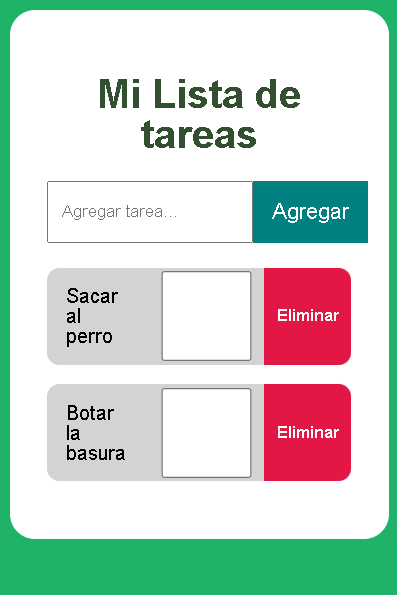 Mi Lista de
tareas
Agregar tarea...
Agregar
Sacar
al
perro
Eliminar
Botar
la
basura
Eliminar